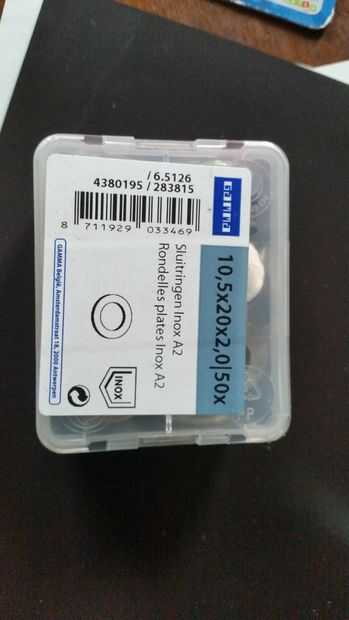 / 6.5126
4380195 / 283815
8 711929 033469
GAMMA
Sluitringen Inox A2
Rondelles plates Inox A2
10,5x20x2,0|50x
INOX
GAMMA België, Amsterdamstraat 18, 2000 Antwerpen
P